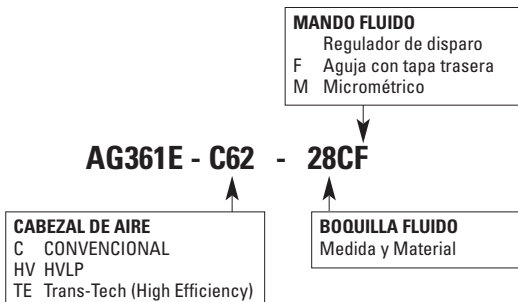 MANDO FLUIDO
Regulador de disparo
F Aguja con tapa trasera
M Micrométrico
AG361E - C62 - 28CF
CABEZAL DE AIRE
C CONVENCIONAL
HV HVLP
TE Trans-Tech (High Efficiency)
BOQUILLA FLUIDO
Medida y Material